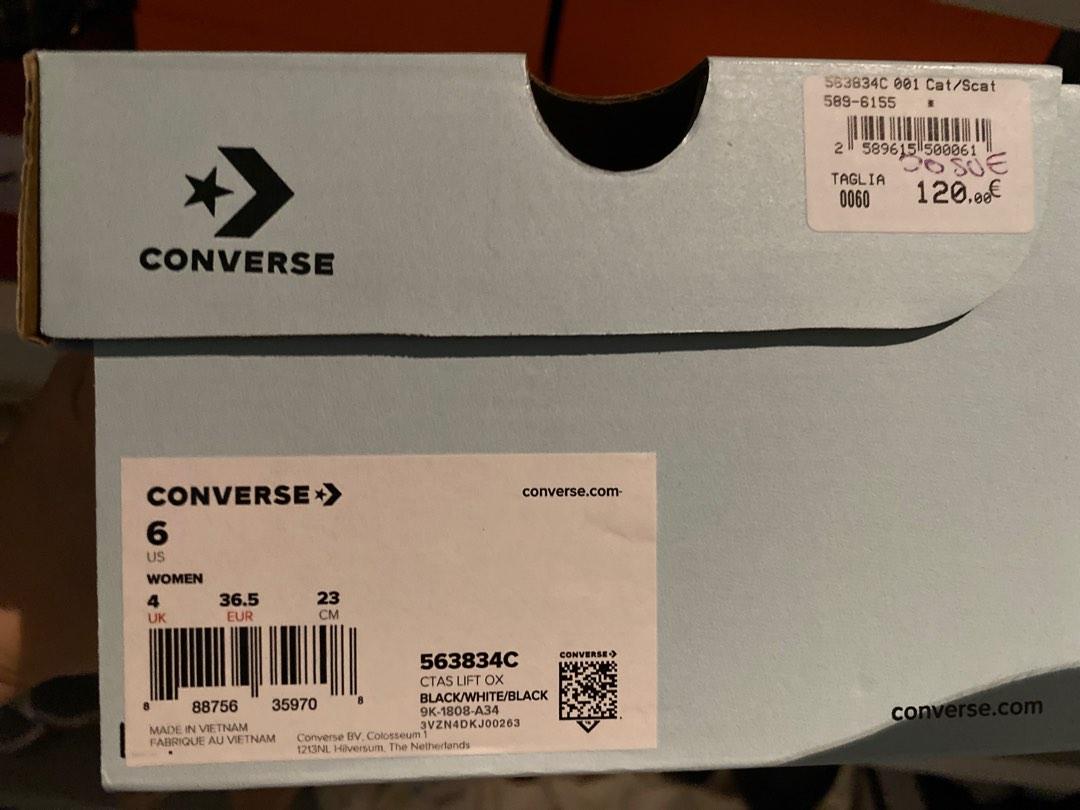 CONVERSE
563834C 001 Cat/Scat
589-6155 *
2 589615 500061
TAGLIA
0060
120,00€
CONVERSE
converse.com
6
US
WOMEN
4 36.5 23
UK EUR CM
8 88756 35970 8
MADE IN VIETNAM
FABRIQUE AU VIETNAM
Converse BV, Colosseum 1
1213NL Hilversum, The Netherlands
563834C
CTAS LIFT OX
BLACK/WHITE/BLACK
9K-1808-A34
3VZN4DKJ00263
CONVERSE
converse.com